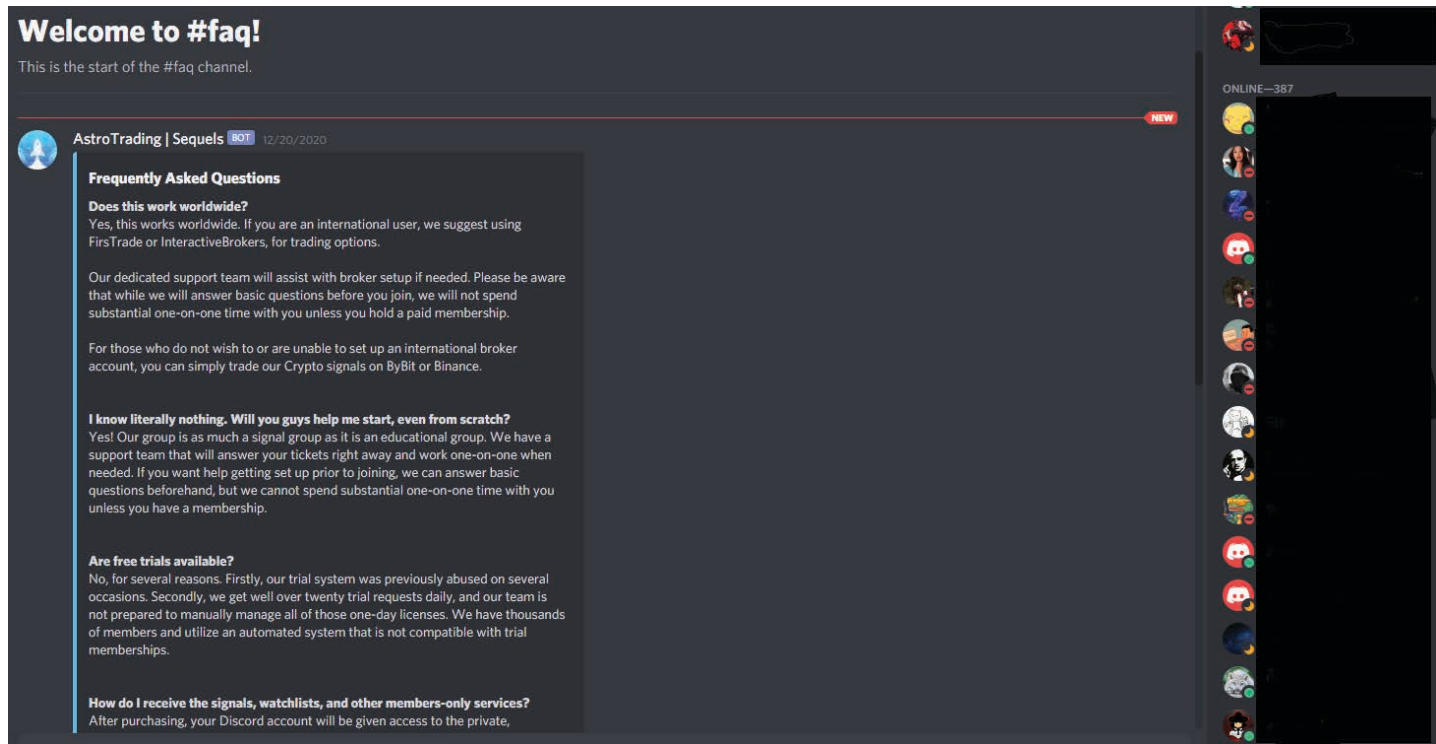 Welcome to #faq!
This is the start of the #faq channel.
ONLINE—387
NEW
AstroTrading | Sequels BOT 12/20/2020
Frequently Asked Questions
Does this work worldwide?
Yes, this works worldwide. If you are an international user, we suggest using
FirsTrade or InteractiveBrokers, for trading options.
Our dedicated support team will assist with broker setup if needed. Please be aware
that while we will answer basic questions before you join, we will not spend
substantial one-on-one time with you unless you hold a paid membership.
For those who do not wish to or are unable to set up an international broker
account, you can simply trade our Crypto signals on ByBit or Binance.
I know literally nothing. Will you guys help me start, even from scratch?
Yes! Our group is as much a signal group as it is an educational group. We have a
support team that will answer your tickets right away and work one-on-one when
needed. If you want help getting set up prior to joining, we can answer basic
questions beforehand, but we cannot spend substantial one-on-one time with you
unless you have a membership.
Are free trials available?
No, for several reasons. Firstly, our trial system was previously abused on several
occasions. Secondly, we get well over twenty trial requests daily, and our team is
not prepared to manually manage all of those one-day licenses. We have thousands
of members and utilize an automated system that is not compatible with trial
memberships.
How do I receive the signals, watchlists, and other members-only services?
After purchasing, your Discord account will be given access to the private,